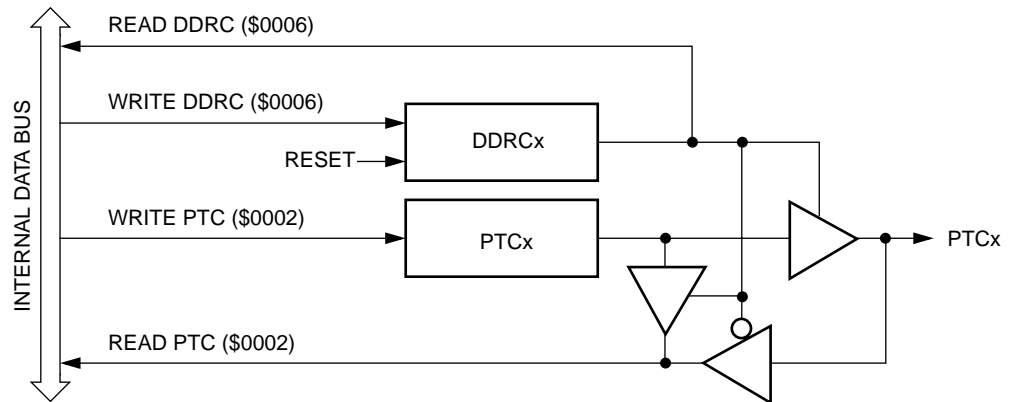 READ DDRC ($0006)
WRITE DDRC ($0006)
DDRCx
RESET
WRITE PTC ($0002)
PTCx
PTCx
READ PTC ($0002)
INTERNAL DATA BUS